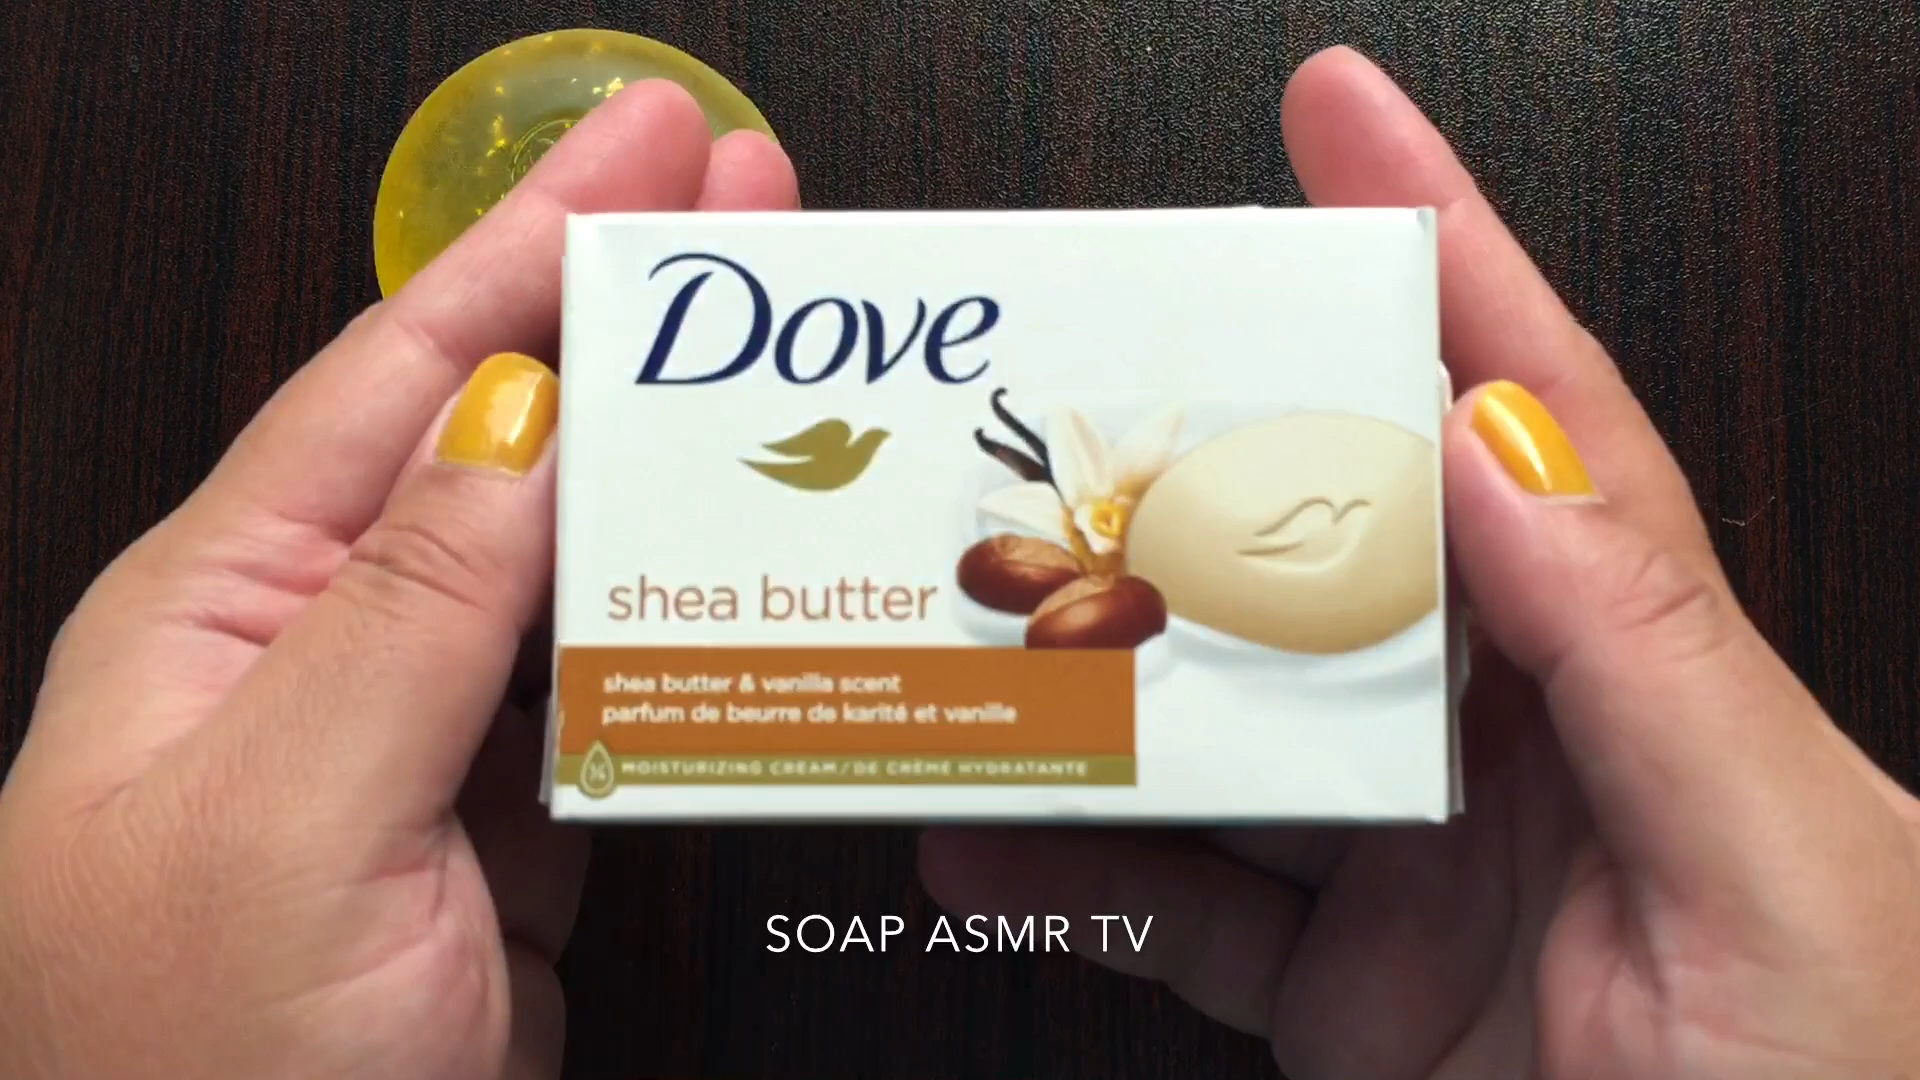 Dove
shea butter
shea butter & vanilla scent
parfum de beurre de karité et vanille
¼ MOISTURIZING CREAM/DE CRÈME HYDRATANTE
SOAP ASMR TV